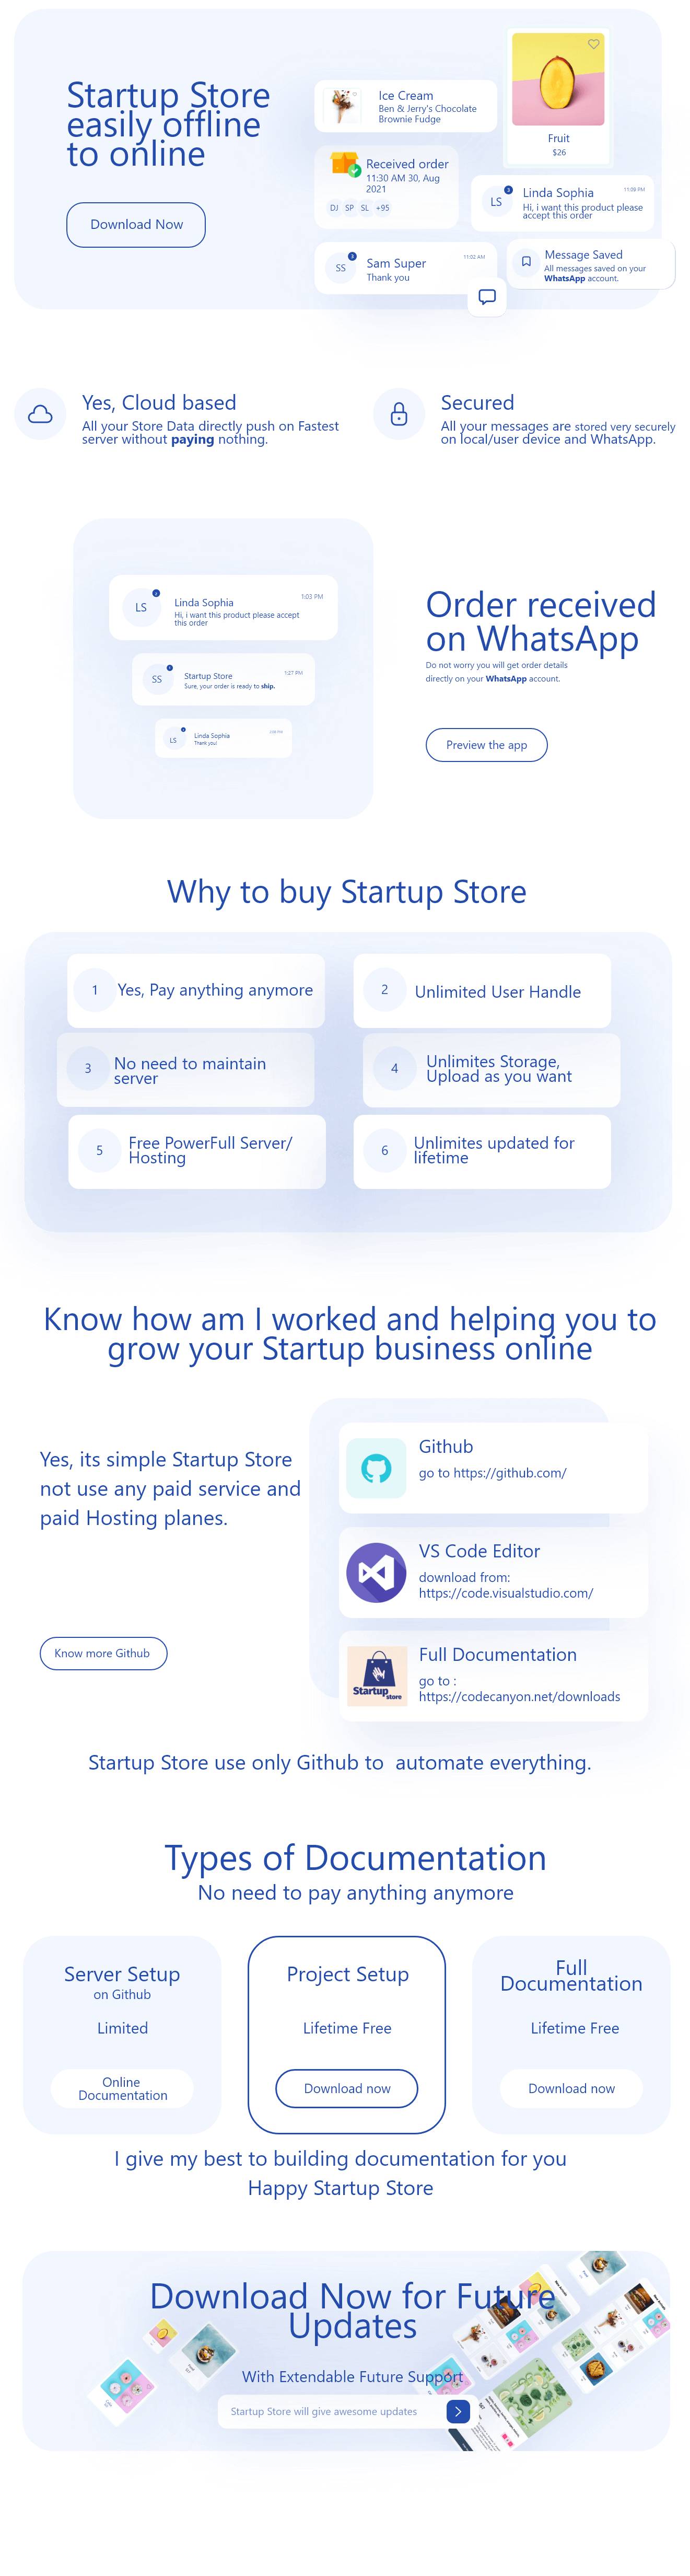 Startup Store
easily offline
to online
Download Now
Ice Cream
Ben & Jerry's Chocolate
Brownie Fudge
Fruit
$26
Received order
11:30 AM 30, Aug
2021
DJ SP SL +95
LS
3
Linda Sophia
11:09 PM
Hi, i want this product please
accept this order
SS
3
Sam Super
11:02 AM
Thank you
Message Saved
All messages saved on your
WhatsApp account.
Yes, Cloud based
All your Store Data directly push on Fastest
server without paying nothing.
Secured
All your messages are stored very securely
on local/user device and WhatsApp.
LS
Linda Sophia
1:03 PM
Hi, i want this product please accept
this order
SS
Startup Store
1:27 PM
Sure, your order is ready to ship.
LS
Linda Sophia
Thank you!
Order received
on WhatsApp
Do not worry you will get order details
directly on your WhatsApp account.
Preview the app
Why to buy Startup Store
1 Yes, Pay anything anymore
2 Unlimited User Handle
3 No need to maintain
server
4 Unlimites Storage,
Upload as you want
5 Free PowerFull Server/
Hosting
6 Unlimites updated for
lifetime
Know how am I worked and helping you to
grow your Startup business online
Yes, its simple Startup Store
not use any paid service and
paid Hosting planes.
Know more Github
Github
go to https://github.com/
VS Code Editor
download from:
https://code.visualstudio.com/
Startup
store
Full Documentation
go to :
https://codecanyon.net/downloads
Startup Store use only Github to  automate everything.
Types of Documentation
No need to pay anything anymore
Server Setup
on Github
Limited
Online
Documentation
Project Setup
Lifetime Free
Download now
Full
Documentation
Lifetime Free
Download now
I give my best to building documentation for you
Happy Startup Store
Download Now for Future
Updates
With Extendable Future Support
Startup Store will give awesome updates